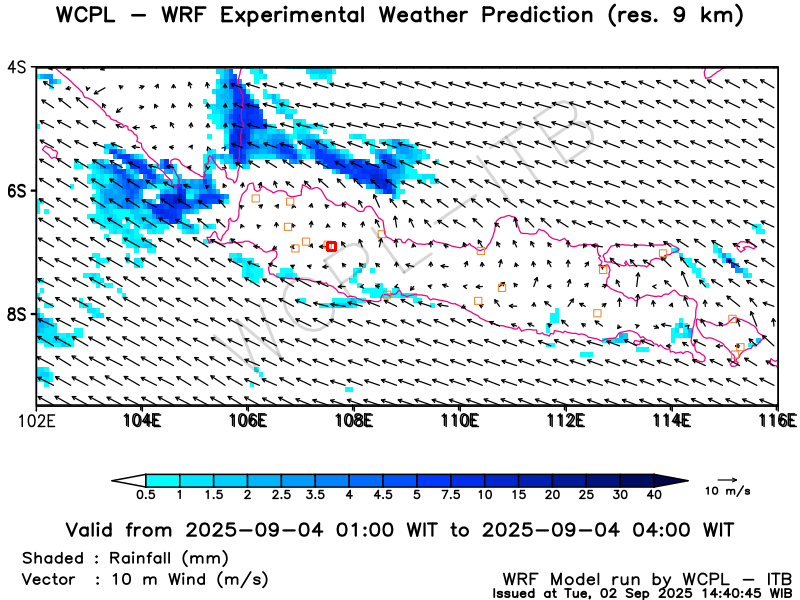 WCPL − WRF Experimental Weather Prediction (res. 9 km)
4S
6S
8S
WCPL−ITB
102E 104E 106E 108E 110E 112E 114E 116E
0.5 1 1.5 2 2.5 3.5 4 4.5 5 7.5 10 15 20 25 30 40
10 m/s
Valid from 2025−09−04 01:00 WIT to 2025−09−04 04:00 WIT
Shaded : Rainfall (mm)
Vector : 10 m Wind (m/s)
WRF Model run by WCPL − ITB
Issued at Tue, 02 Sep 2025 14:40:45 WIB